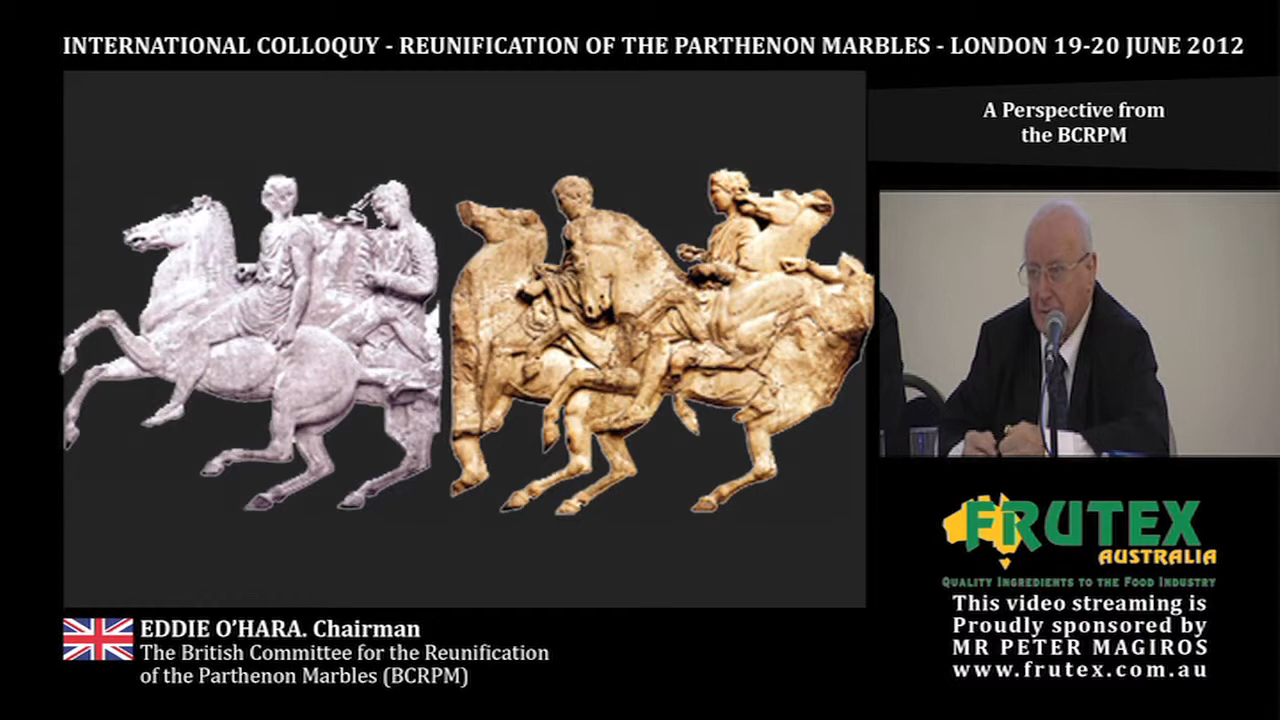 INTERNATIONAL COLLOQUY - REUNIFICATION OF THE PARTHENON MARBLES - LONDON 19-20 JUNE 2012
A Perspective from
the BCRPM
FRUTEX
AUSTRALIA
QUALITY INGREDIENTS TO THE FOOD INDUSTRY
This video streaming is
Proudly sponsored by
MR PETER MAGIROS
www.frutex.com.au
EDDIE O'HARA. Chairman
The British Committee for the Reunification
of the Parthenon Marbles (BCRPM)